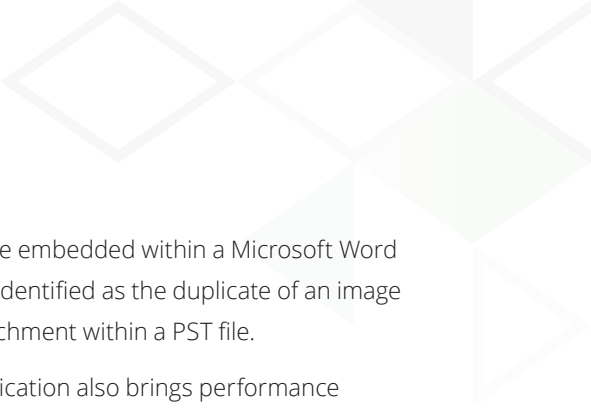 e embedded within a Microsoft Word
dentified as the duplicate of an image
chment within a PST file.
ication also brings performance